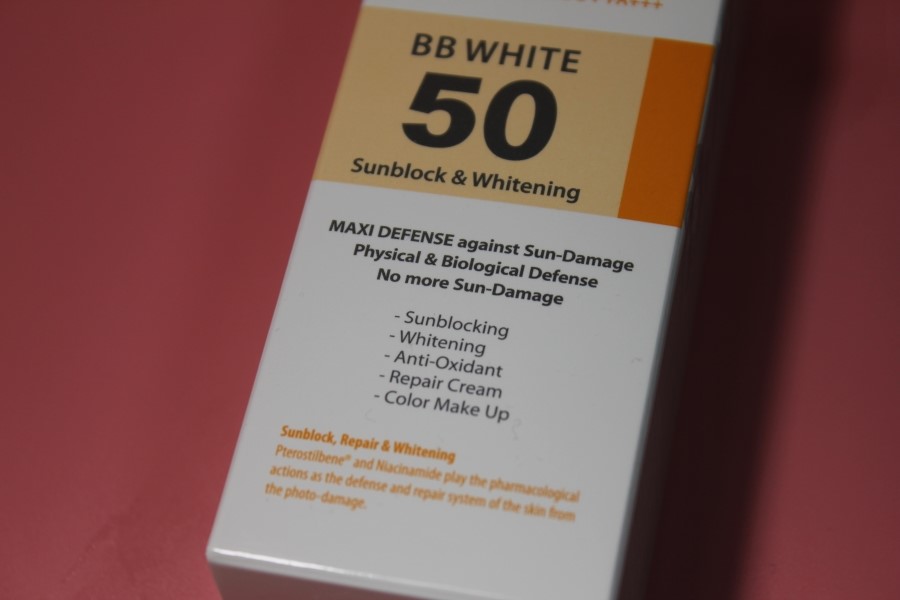 PA+++
BB WHITE
50
Sunblock & Whitening
MAXI DEFENSE against Sun-Damage
Physical & Biological Defense
No more Sun-Damage
- Sunblocking
- Whitening
- Anti-Oxidant
- Repair Cream
- Color Make Up
Sunblock, Repair & Whitening
Pterostilbene® and Niacinamide play the pharmacological
actions as the defense and repair system of the skin from
the photo-damage.